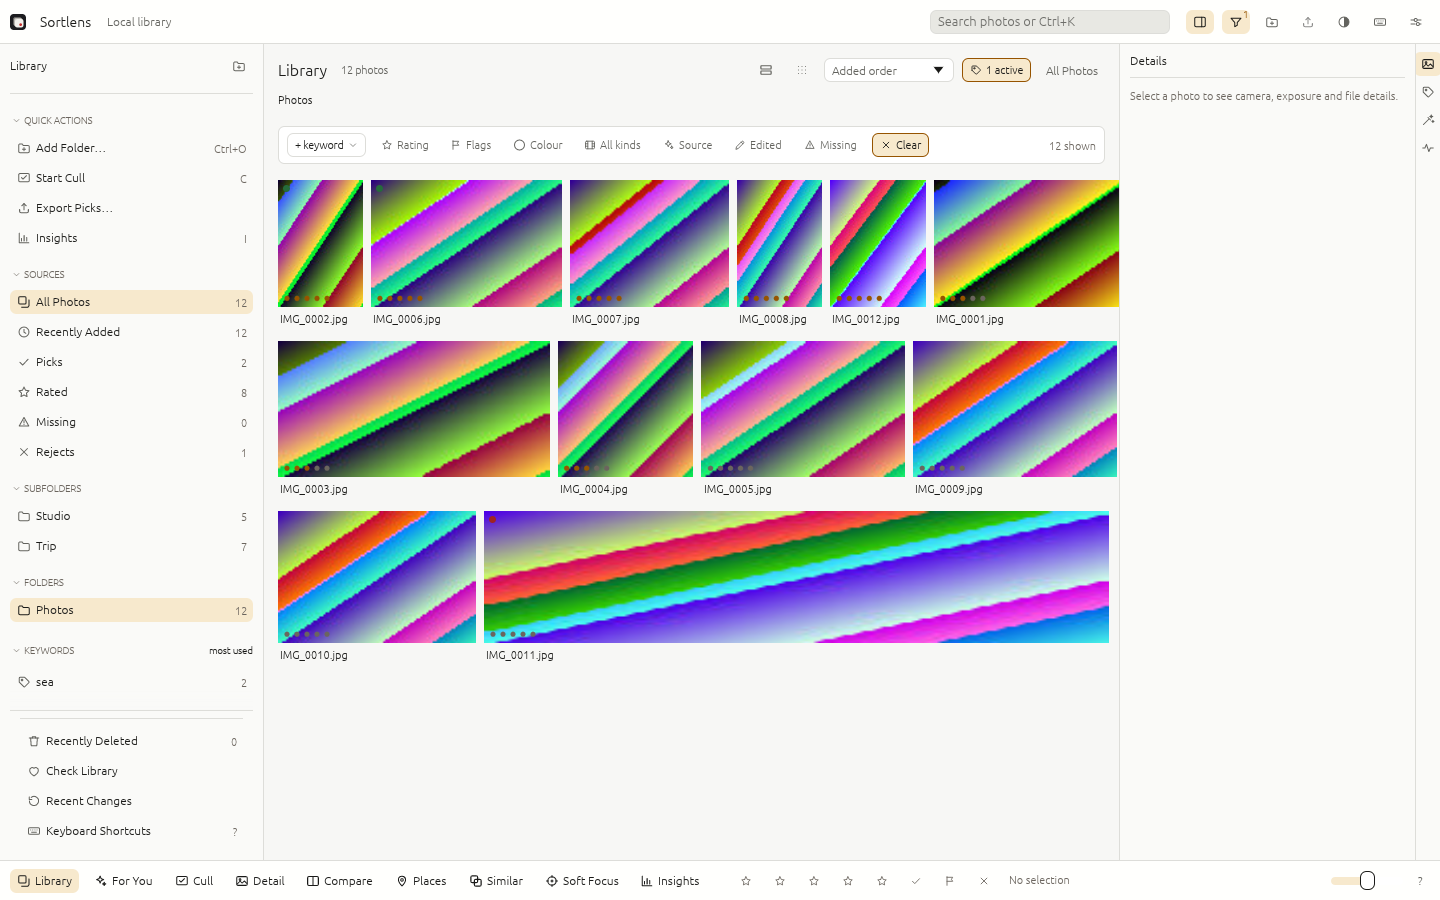 Sortlens Local library
Search photos or Ctrl+K
1
Library
QUICK ACTIONS
Add Folder... Ctrl+O
Start Cull C
Export Picks...
Insights I
SOURCES
All Photos 12
Recently Added 12
Picks 2
Rated 8
Missing 0
Rejects 1
SUBFOLDERS
Studio 5
Trip 7
FOLDERS
Photos 12
KEYWORDS most used
sea 2
Recently Deleted 0
Check Library
Recent Changes
Keyboard Shortcuts ?
Library 12 photos Added order 1 active All Photos
Photos
+ keyword Rating Flags Colour All kinds Source Edited Missing Clear 12 shown
IMG_0002.jpg IMG_0006.jpg IMG_0007.jpg IMG_0008.jpg IMG_0012.jpg IMG_0001.jpg
IMG_0003.jpg IMG_0004.jpg IMG_0005.jpg IMG_0009.jpg
IMG_0010.jpg IMG_0011.jpg
Details
Select a photo to see camera, exposure and file details.
Library For You Cull Detail Compare Places Similar Soft Focus Insights No selection ?